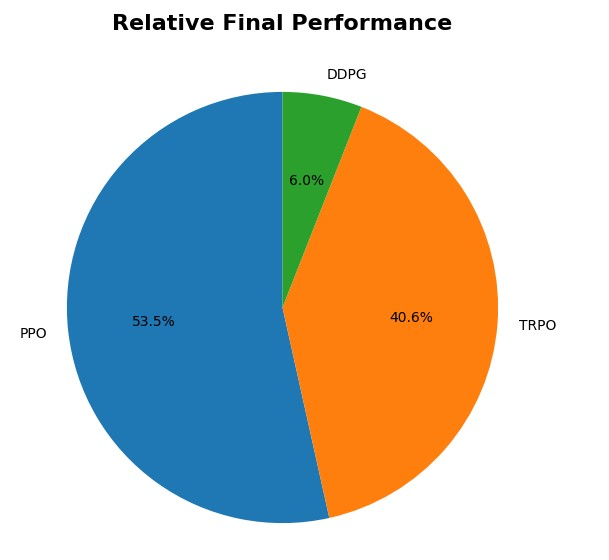 Relative Final Performance
DDPG
6.0%
PPO
53.5%
40.6%
TRPO